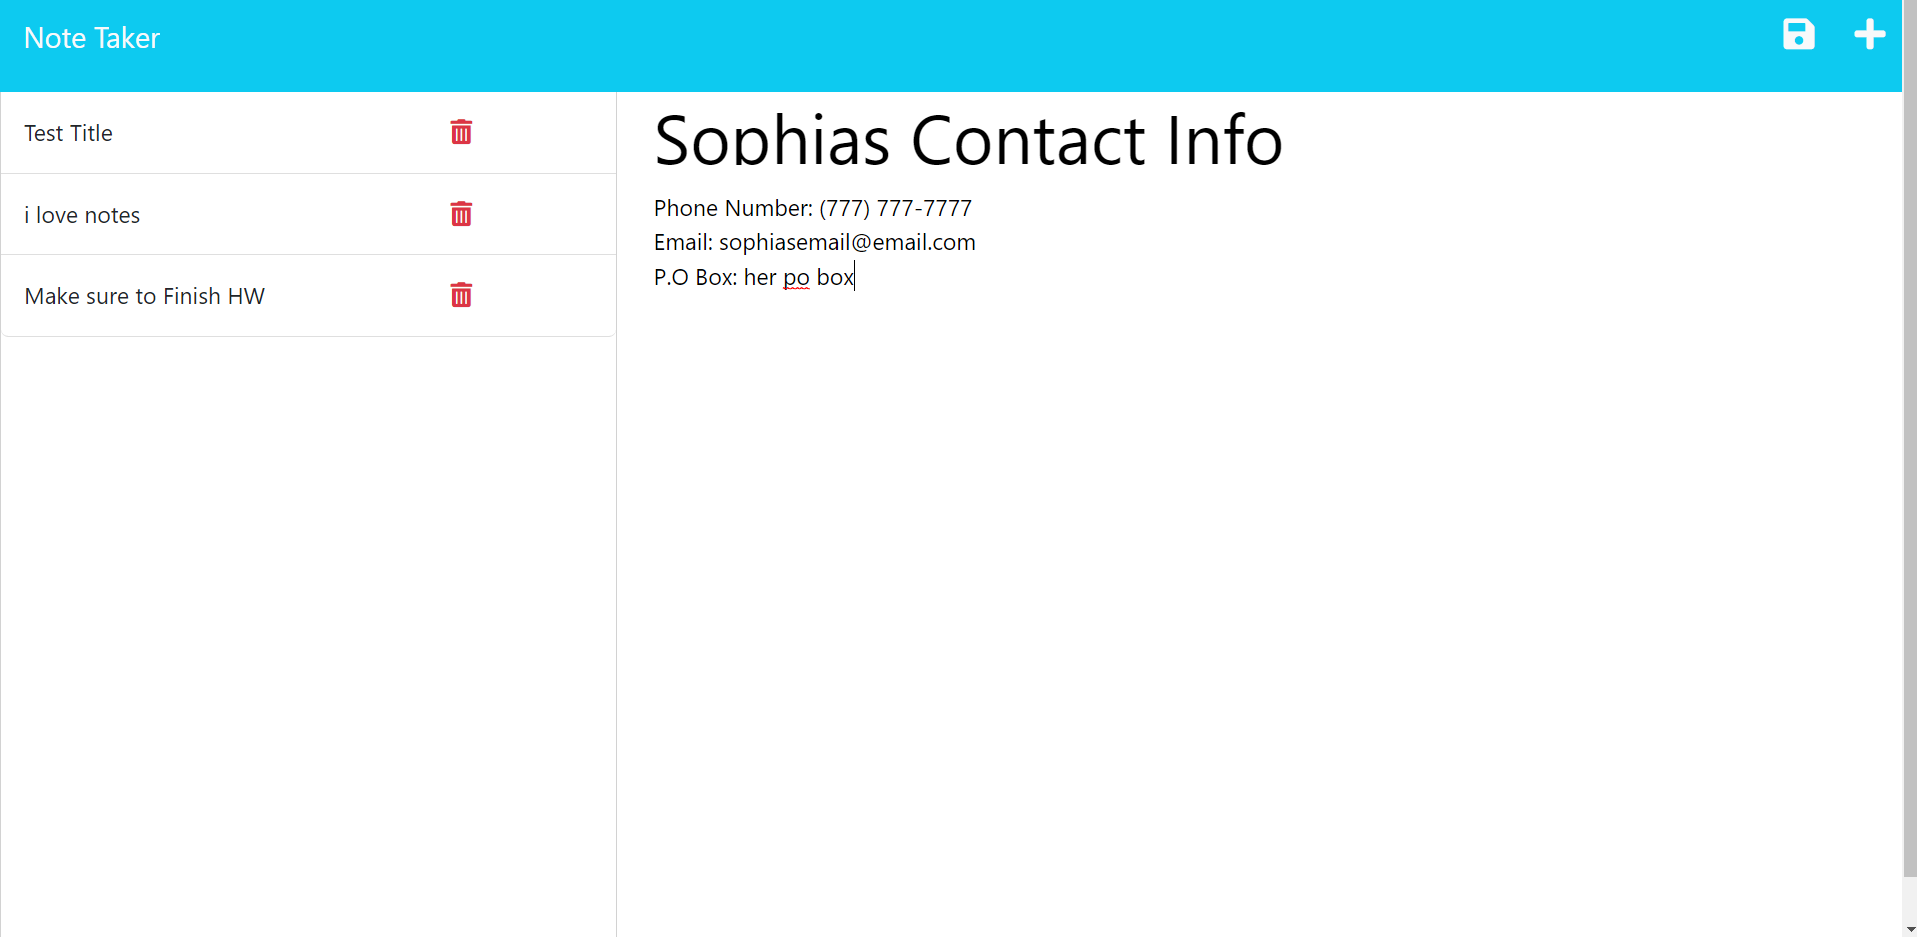 Note Taker
Test Title
i love notes
Make sure to Finish HW
Sophias Contact Info
Phone Number: (777) 777-7777
Email: sophiasemail@email.com
P.O Box: her po box